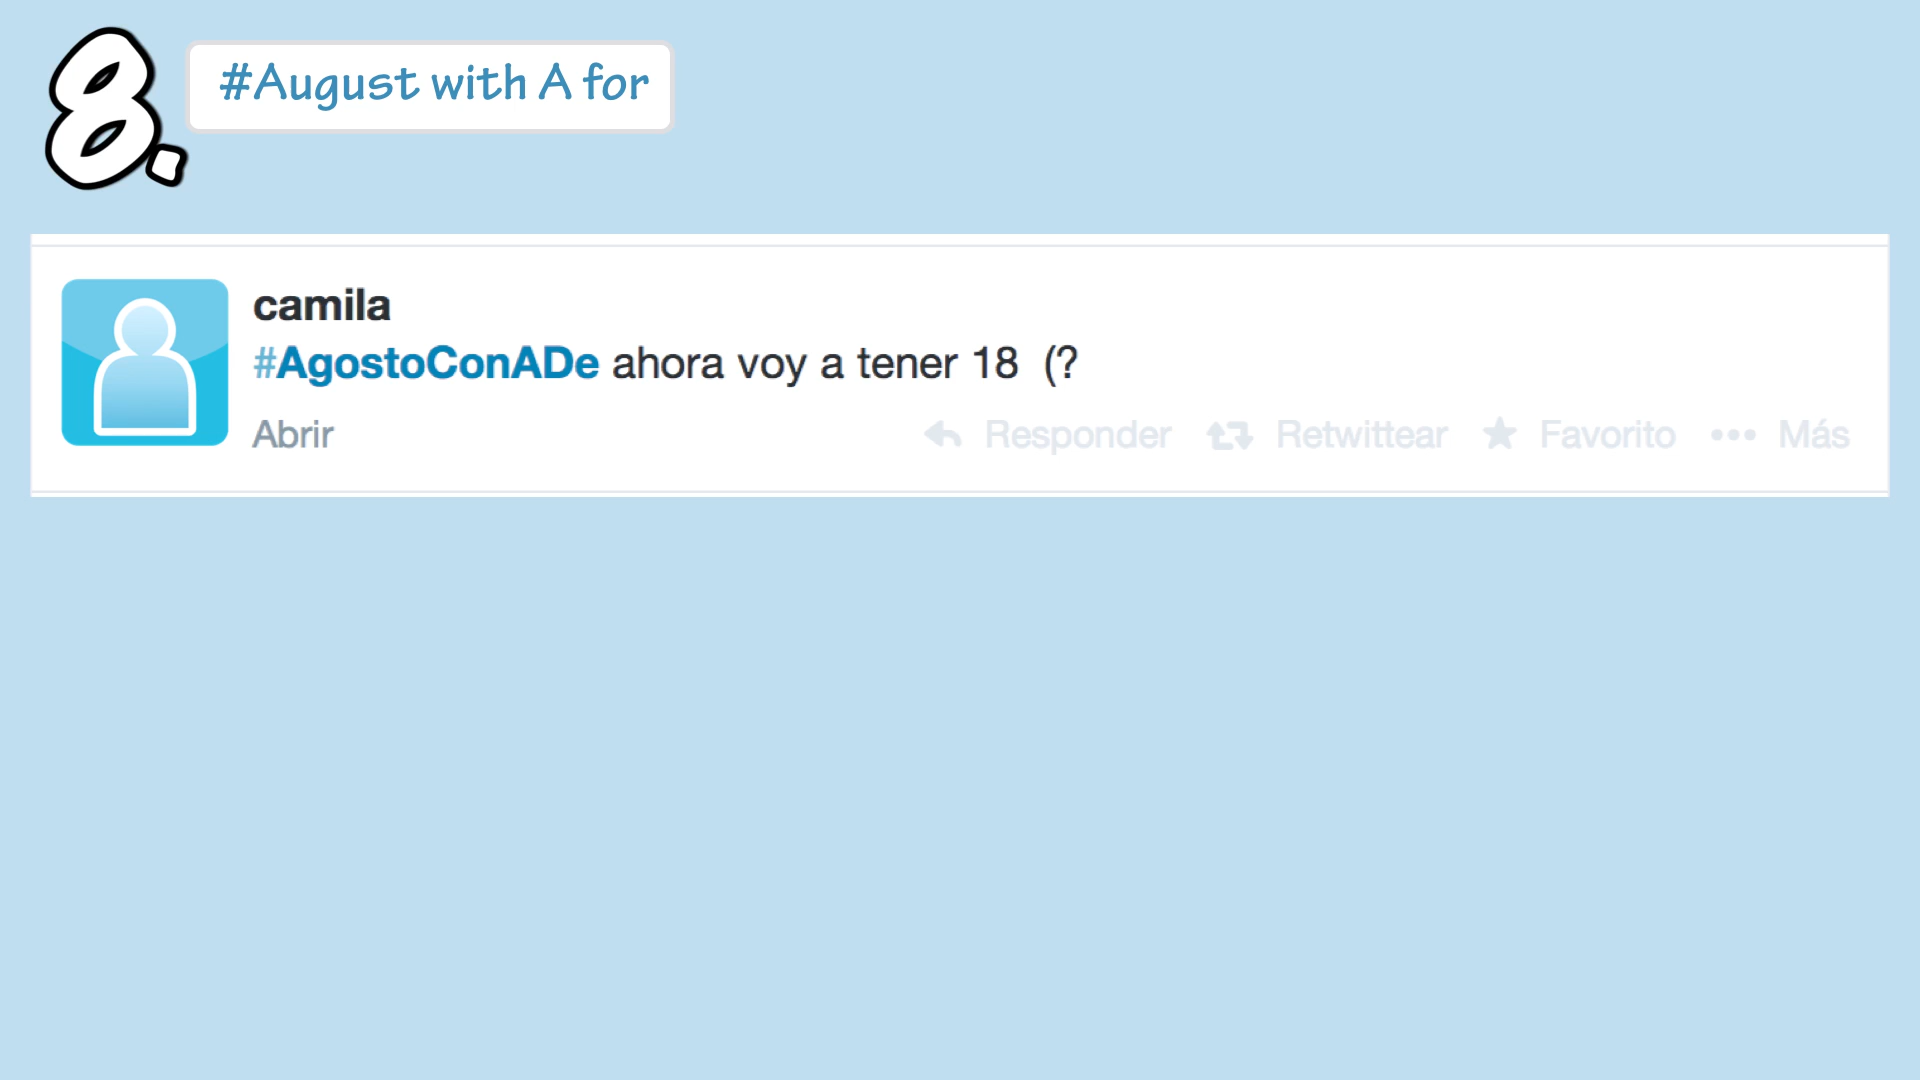 8.
#August with A for
camila
#AgostoConADe ahora voy a tener 18  (?
Abrir
Responder Retwittear Favorito Más